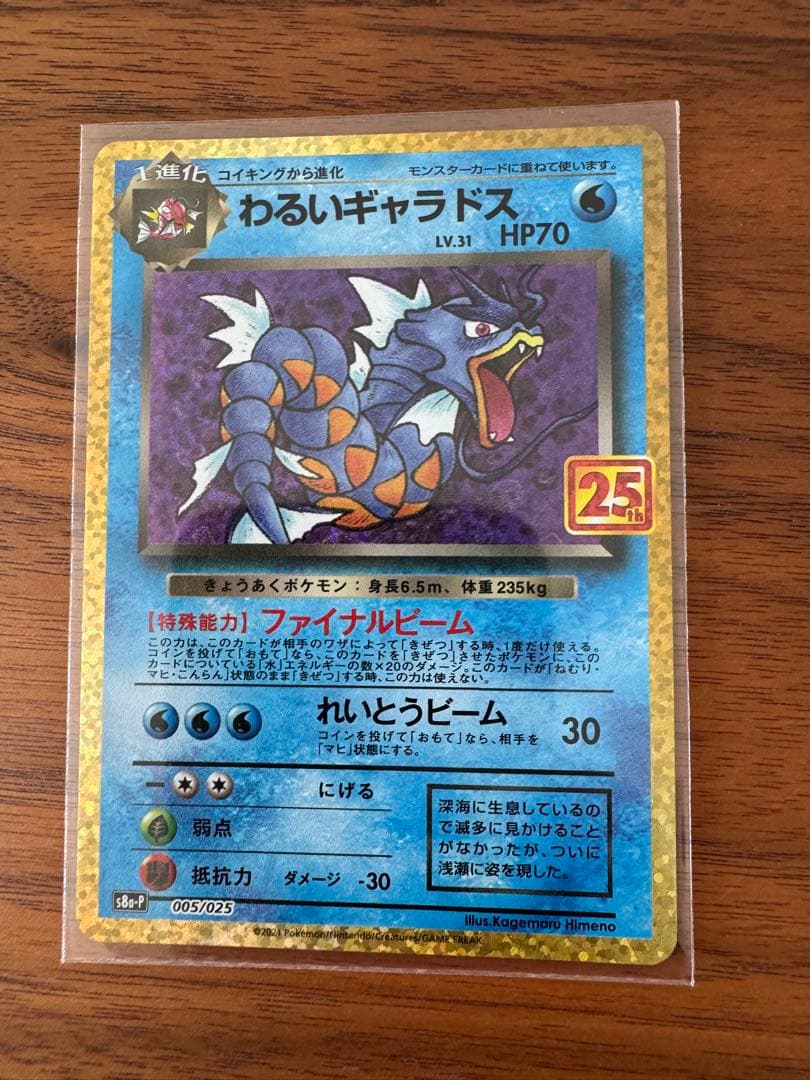 1進化
コイキングから進化
モンスターカードに重ねて使います。
わるいギャラドス
LV.31 HP70
25th
きょうあくポケモン:身長6.5m、体重235kg
【特殊能力】ファイナルビーム
この力は、このカードが相手のワザによって「きぜつ」する時、1度だけ使える。
コインを投げて「おもて」なら、このカードを「きぜつ」させたポケモンに、この
カードについている「水」エネルギーの数×20のダメージ。このカードが「ねむり・
マヒ・こんらん」状態のまま「きぜつ」する時、この力は使えない。
れいとうビーム 30
コインを投げて「おもて」なら、相手を
「マヒ」状態にする。
にげる
弱点
抵抗力 ダメージ -30
深海に生息しているの
で滅多に見かけること
がなかったが、ついに
浅瀬に姿を現した。
s8a-P 005/025
Illus.Kagemaru Himeno
©2021 Pokémon/Nintendo/Creatures/GAME FREAK